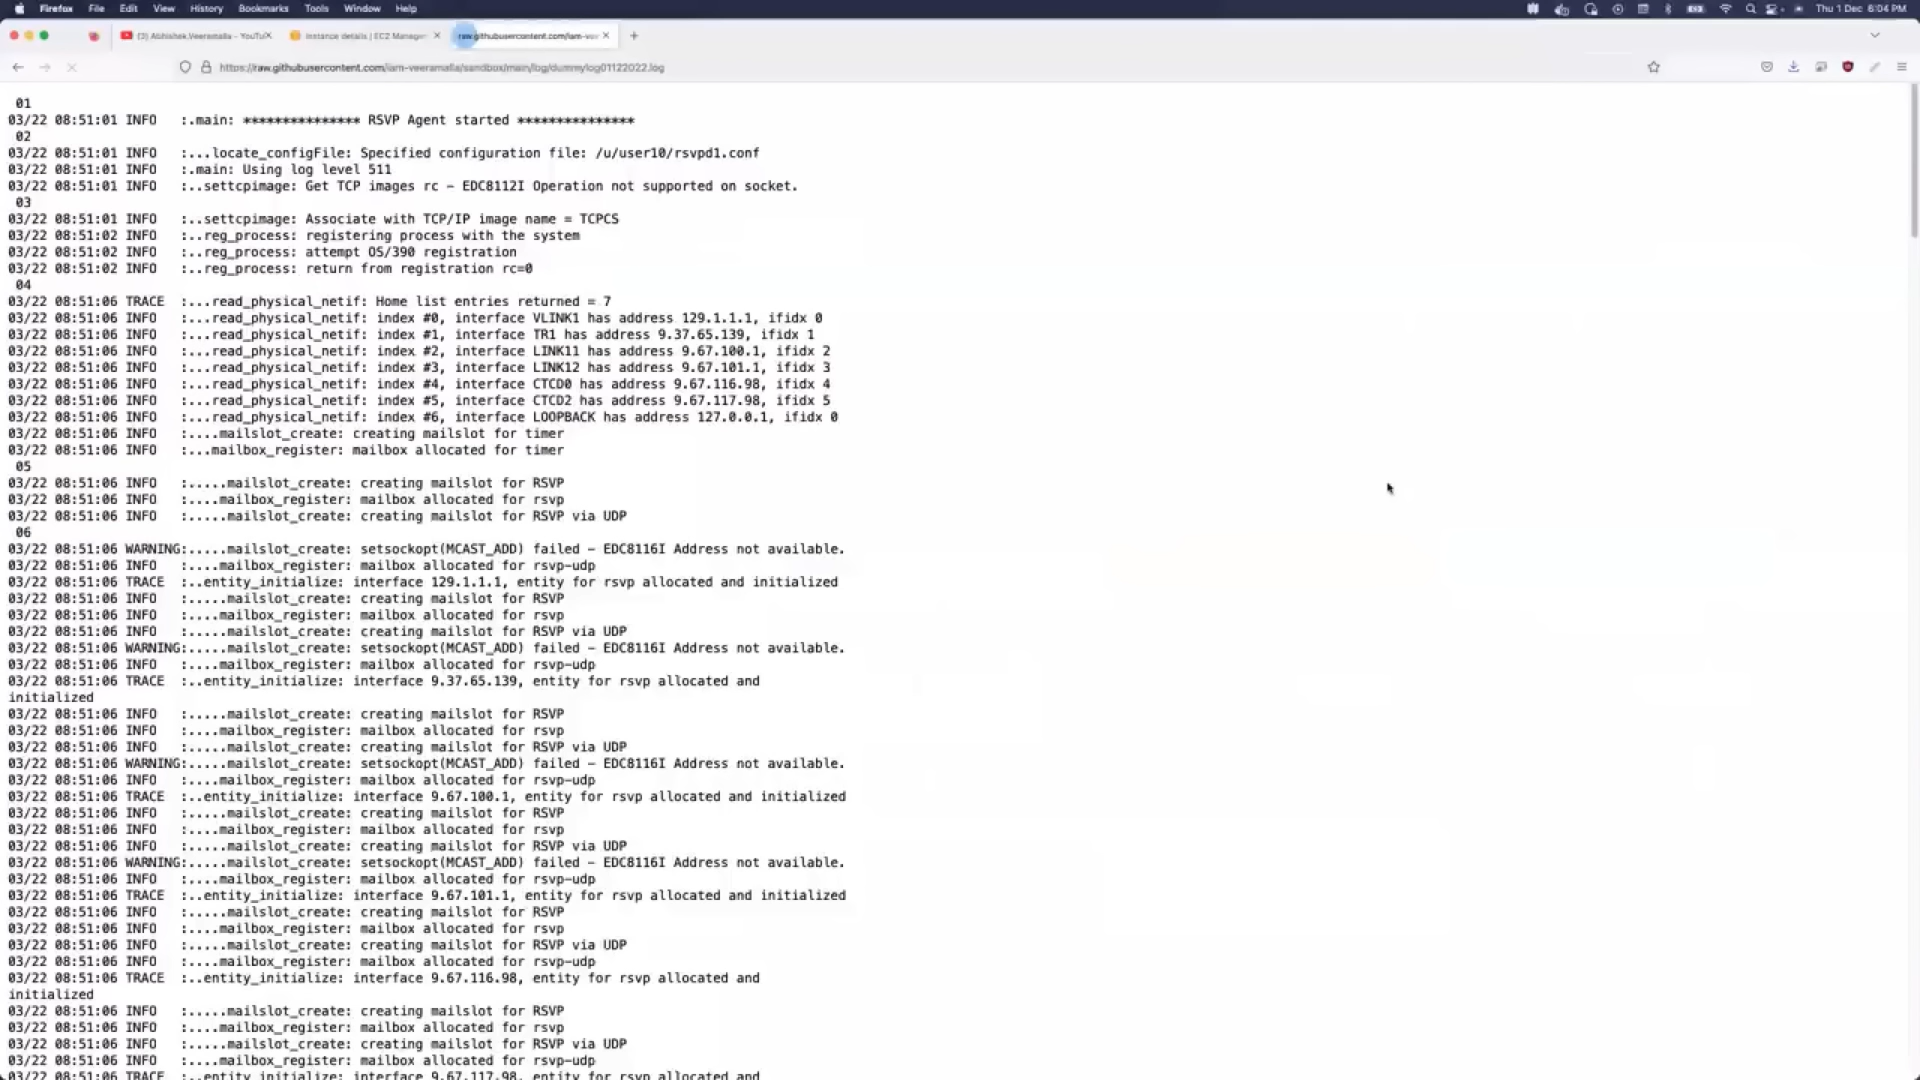 Firefox File Edit View History Bookmarks Tools Window Help Thu 1 Dec 6:04 PM
(3) Abhishek.Veeramalla - YouTu Instance details | EC2 Manage raw.githubusercontent.com/iam-vee
https://raw.githubusercontent.com/iam-veeramalla/sandbox/main/log/dummylog01122022.log
01
03/22 08:51:01 INFO :.main: *************** RSVP Agent started ***************
02
03/22 08:51:01 INFO :...locate_configFile: Specified configuration file: /u/user10/rsvpd1.conf
03/22 08:51:01 INFO :.main: Using log level 511
03/22 08:51:01 INFO :..settcpimage: Get TCP images rc - EDC8112I Operation not supported on socket.
03
03/22 08:51:01 INFO :..settcpimage: Associate with TCP/IP image name = TCPCS
03/22 08:51:02 INFO :..reg_process: registering process with the system
03/22 08:51:02 INFO :..reg_process: attempt OS/390 registration
03/22 08:51:02 INFO :..reg_process: return from registration rc=0
04
03/22 08:51:06 TRACE :...read_physical_netif: Home list entries returned = 7
03/22 08:51:06 INFO :...read_physical_netif: index #0, interface VLINK1 has address 129.1.1.1, ifidx 0
03/22 08:51:06 INFO :...read_physical_netif: index #1, interface TR1 has address 9.37.65.139, ifidx 1
03/22 08:51:06 INFO :...read_physical_netif: index #2, interface LINK11 has address 9.67.100.1, ifidx 2
03/22 08:51:06 INFO :...read_physical_netif: index #3, interface LINK12 has address 9.67.101.1, ifidx 3
03/22 08:51:06 INFO :...read_physical_netif: index #4, interface CTCD0 has address 9.67.116.98, ifidx 4
03/22 08:51:06 INFO :...read_physical_netif: index #5, interface CTCD2 has address 9.67.117.98, ifidx 5
03/22 08:51:06 INFO :...read_physical_netif: index #6, interface LOOPBACK has address 127.0.0.1, ifidx 0
03/22 08:51:06 INFO :....mailslot_create: creating mailslot for timer
03/22 08:51:06 INFO :...mailbox_register: mailbox allocated for timer
05
03/22 08:51:06 INFO :.....mailslot_create: creating mailslot for RSVP
03/22 08:51:06 INFO :....mailbox_register: mailbox allocated for rsvp
03/22 08:51:06 INFO :.....mailslot_create: creating mailslot for RSVP via UDP
06
03/22 08:51:06 WARNING:.....mailslot_create: setsockopt(MCAST_ADD) failed - EDC8116I Address not available.
03/22 08:51:06 INFO :....mailbox_register: mailbox allocated for rsvp-udp
03/22 08:51:06 TRACE :..entity_initialize: interface 129.1.1.1, entity for rsvp allocated and initialized
03/22 08:51:06 INFO :.....mailslot_create: creating mailslot for RSVP
03/22 08:51:06 INFO :....mailbox_register: mailbox allocated for rsvp
03/22 08:51:06 INFO :.....mailslot_create: creating mailslot for RSVP via UDP
03/22 08:51:06 WARNING:.....mailslot_create: setsockopt(MCAST_ADD) failed - EDC8116I Address not available.
03/22 08:51:06 INFO :....mailbox_register: mailbox allocated for rsvp-udp
03/22 08:51:06 TRACE :..entity_initialize: interface 9.37.65.139, entity for rsvp allocated and
initialized
03/22 08:51:06 INFO :.....mailslot_create: creating mailslot for RSVP
03/22 08:51:06 INFO :....mailbox_register: mailbox allocated for rsvp
03/22 08:51:06 INFO :.....mailslot_create: creating mailslot for RSVP via UDP
03/22 08:51:06 WARNING:.....mailslot_create: setsockopt(MCAST_ADD) failed - EDC8116I Address not available.
03/22 08:51:06 INFO :....mailbox_register: mailbox allocated for rsvp-udp
03/22 08:51:06 TRACE :..entity_initialize: interface 9.67.100.1, entity for rsvp allocated and initialized
03/22 08:51:06 INFO :.....mailslot_create: creating mailslot for RSVP
03/22 08:51:06 INFO :....mailbox_register: mailbox allocated for rsvp
03/22 08:51:06 INFO :.....mailslot_create: creating mailslot for RSVP via UDP
03/22 08:51:06 WARNING:.....mailslot_create: setsockopt(MCAST_ADD) failed - EDC8116I Address not available.
03/22 08:51:06 INFO :....mailbox_register: mailbox allocated for rsvp-udp
03/22 08:51:06 TRACE :..entity_initialize: interface 9.67.101.1, entity for rsvp allocated and initialized
03/22 08:51:06 INFO :.....mailslot_create: creating mailslot for RSVP
03/22 08:51:06 INFO :....mailbox_register: mailbox allocated for rsvp
03/22 08:51:06 INFO :.....mailslot_create: creating mailslot for RSVP via UDP
03/22 08:51:06 INFO :....mailbox_register: mailbox allocated for rsvp-udp
03/22 08:51:06 TRACE :..entity_initialize: interface 9.67.116.98, entity for rsvp allocated and
initialized
03/22 08:51:06 INFO :.....mailslot_create: creating mailslot for RSVP
03/22 08:51:06 INFO :....mailbox_register: mailbox allocated for rsvp
03/22 08:51:06 INFO :.....mailslot_create: creating mailslot for RSVP via UDP
03/22 08:51:06 INFO :....mailbox_register: mailbox allocated for rsvp-udp
03/22 08:51:06 TRACE :..entity_initialize: interface 9.67.117.98, entity for rsvp allocated and